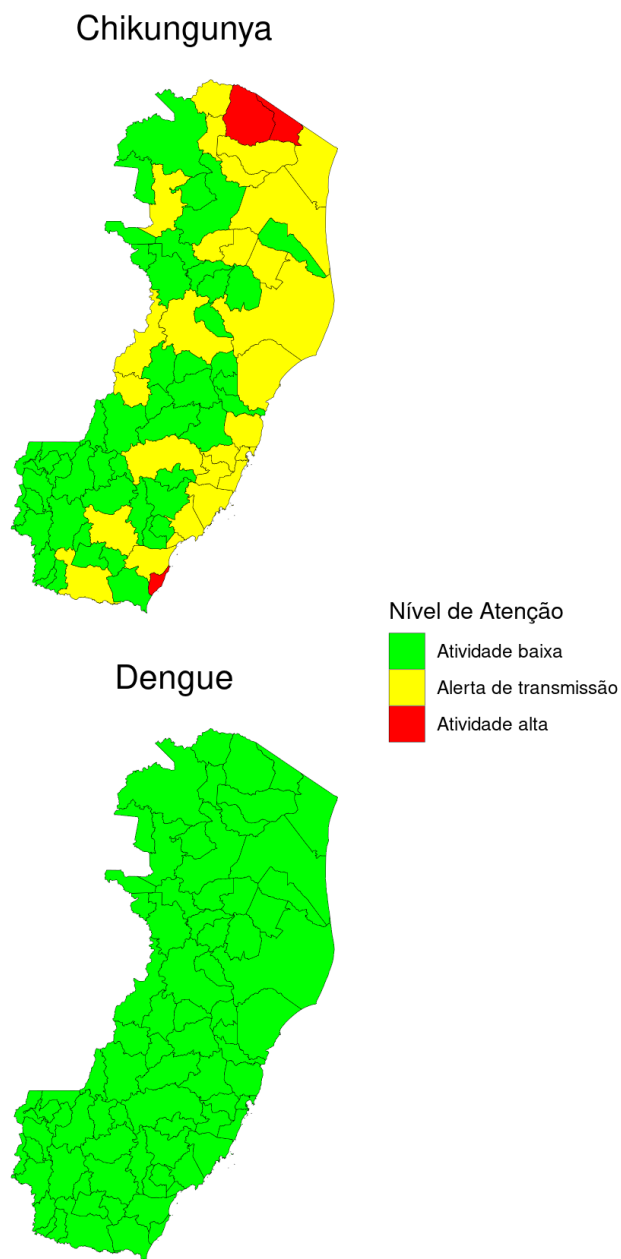 Chikungunya
Nível de Atenção
Atividade baixa
Alerta de transmissão
Atividade alta
Dengue